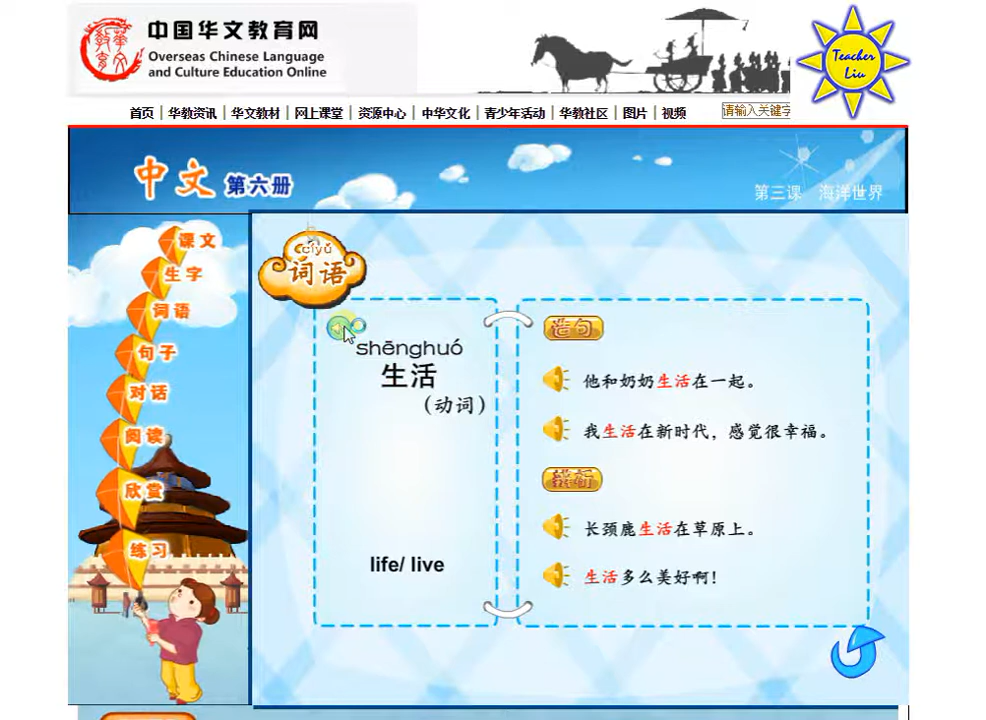 中国华文教育网
Overseas Chinese Language
and Culture Education Online
Teacher
Liu
首页 | 华教资讯 | 华文教材 | 网上课堂 | 资源中心 | 中华文化 | 青少年活动 | 华教社区 | 图片 | 视频
请输入关键字
中文 第六册
第三课 海洋世界
课文
生字
词语
句子
对话
阅读
欣赏
练习
cíyǔ
词语
shēnghuó
生活
（动词）
life/ live
造句
他和奶奶生活在一起。
我生活在新时代，感觉很幸福。
长颈鹿生活在草原上。
生活多么美好啊！